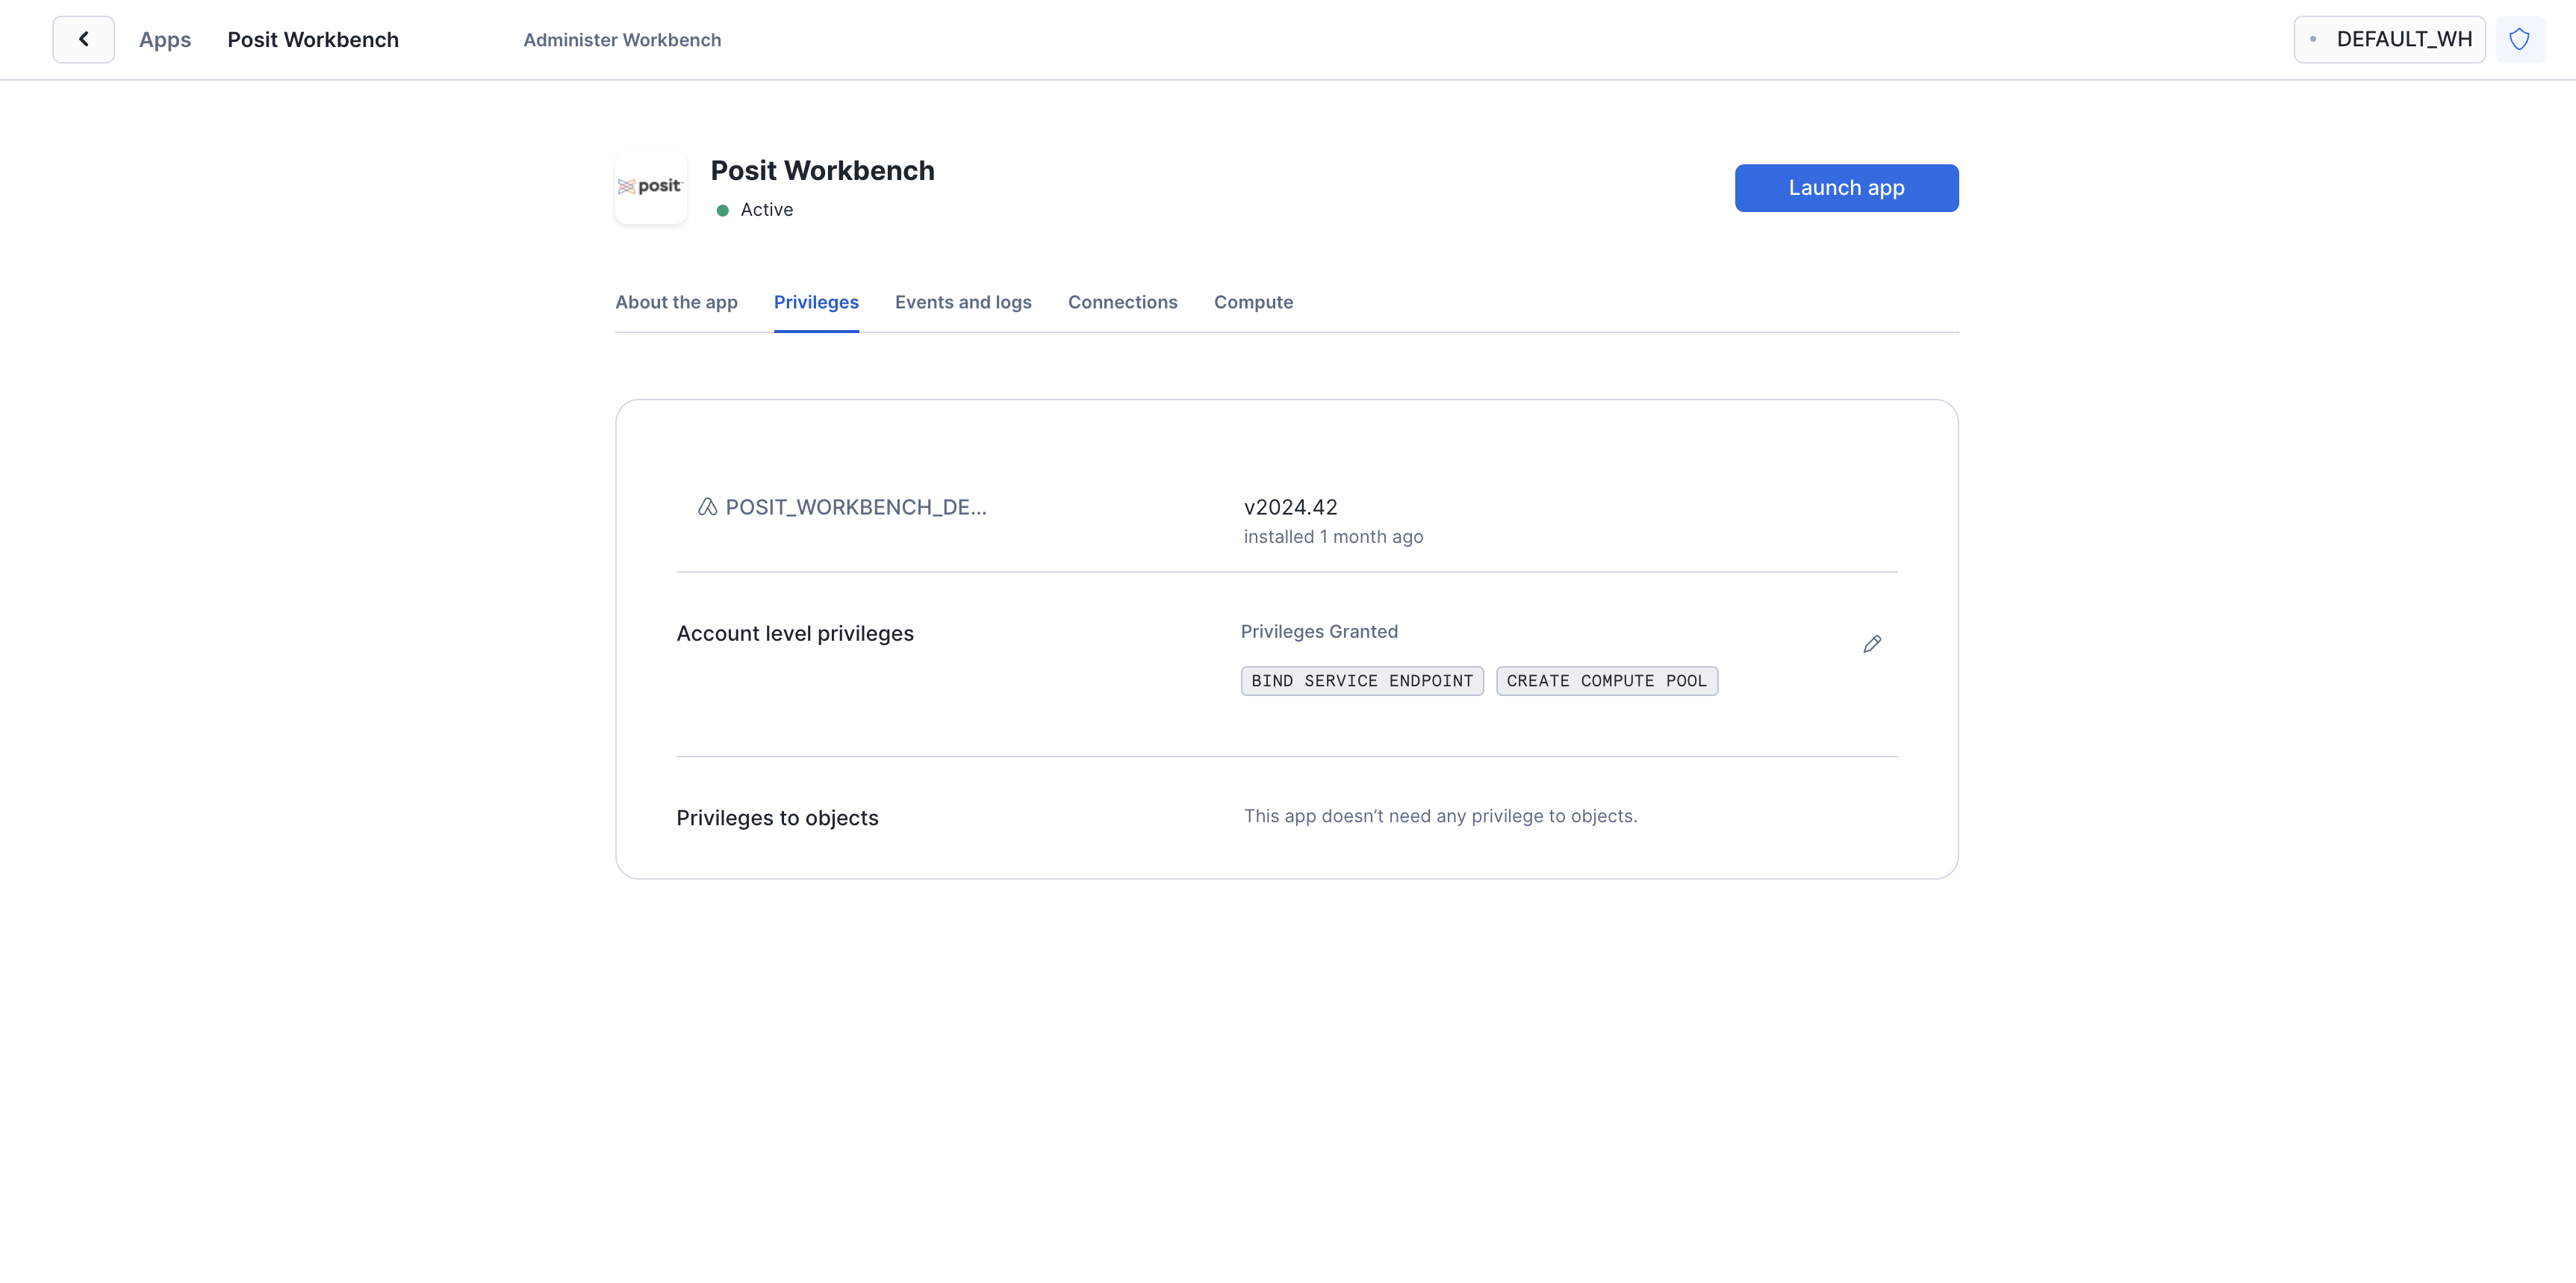 Apps Posit Workbench Administer Workbench DEFAULT_WH
posit
Posit Workbench
Active
Launch app
About the app Privileges Events and logs Connections Compute
POSIT_WORKBENCH_DE... v2024.42
installed 1 month ago
Account level privileges Privileges Granted
BIND SERVICE ENDPOINT CREATE COMPUTE POOL
Privileges to objects This app doesn’t need any privilege to objects.